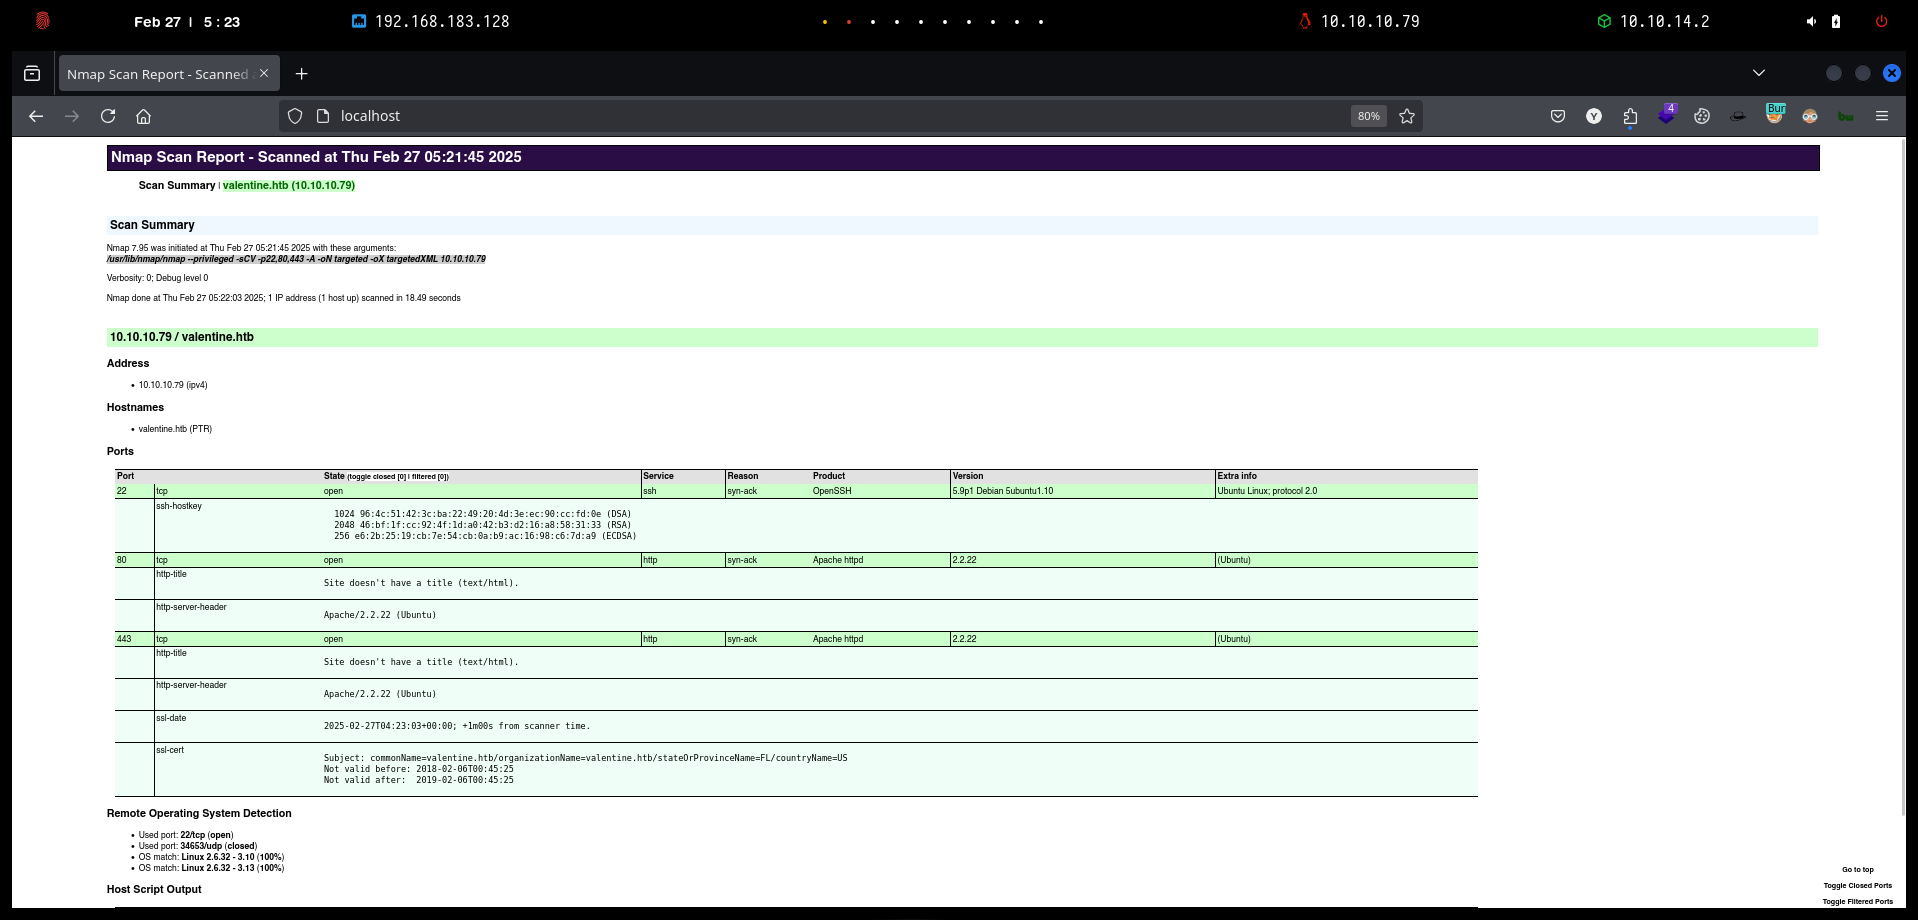 Feb 27 | 5:23
192.168.183.128
10.10.10.79
10.10.14.2
Nmap Scan Report - Scanned
localhost
80%
Y
4
Bur
Nmap Scan Report - Scanned at Thu Feb 27 05:21:45 2025
Scan Summary | valentine.htb (10.10.10.79)
Scan Summary
Nmap 7.95 was initiated at Thu Feb 27 05:21:45 2025 with these arguments:
/usr/lib/nmap/nmap --privileged -sCV -p22,80,443 -A -oN targeted -oX targetedXML 10.10.10.79
Verbosity: 0; Debug level 0
Nmap done at Thu Feb 27 05:22:03 2025; 1 IP address (1 host up) scanned in 18.49 seconds
10.10.10.79 / valentine.htb
Address
• 10.10.10.79 (ipv4)
Hostnames
• valentine.htb (PTR)
Ports
Port State (toggle closed [0] | filtered [0]) Service Reason Product Version Extra info
22 tcp open ssh syn-ack OpenSSH 5.9p1 Debian 5ubuntu1.10 Ubuntu Linux; protocol 2.0
ssh-hostkey
1024 96:4c:51:42:3c:ba:22:49:20:4d:3e:ec:90:cc:fd:0e (DSA)
2048 46:bf:1f:cc:92:4f:1d:a0:42:b3:d2:16:a8:58:31:33 (RSA)
256 e6:2b:25:19:cb:7e:54:cb:0a:b9:ac:16:98:c6:7d:a9 (ECDSA)
80 tcp open http syn-ack Apache httpd 2.2.22 (Ubuntu)
http-title
Site doesn't have a title (text/html).
http-server-header
Apache/2.2.22 (Ubuntu)
443 tcp open http syn-ack Apache httpd 2.2.22 (Ubuntu)
http-title
Site doesn't have a title (text/html).
http-server-header
Apache/2.2.22 (Ubuntu)
ssl-date
2025-02-27T04:23:03+00:00; +1m00s from scanner time.
ssl-cert
Subject: commonName=valentine.htb/organizationName=valentine.htb/stateOrProvinceName=FL/countryName=US
Not valid before: 2018-02-06T00:45:25
Not valid after:  2019-02-06T00:45:25
Remote Operating System Detection
• Used port: 22/tcp (open)
• Used port: 34653/udp (closed)
• OS match: Linux 2.6.32 - 3.10 (100%)
• OS match: Linux 2.6.32 - 3.13 (100%)
Host Script Output
Go to top
Toggle Closed Ports
Toggle Filtered Ports